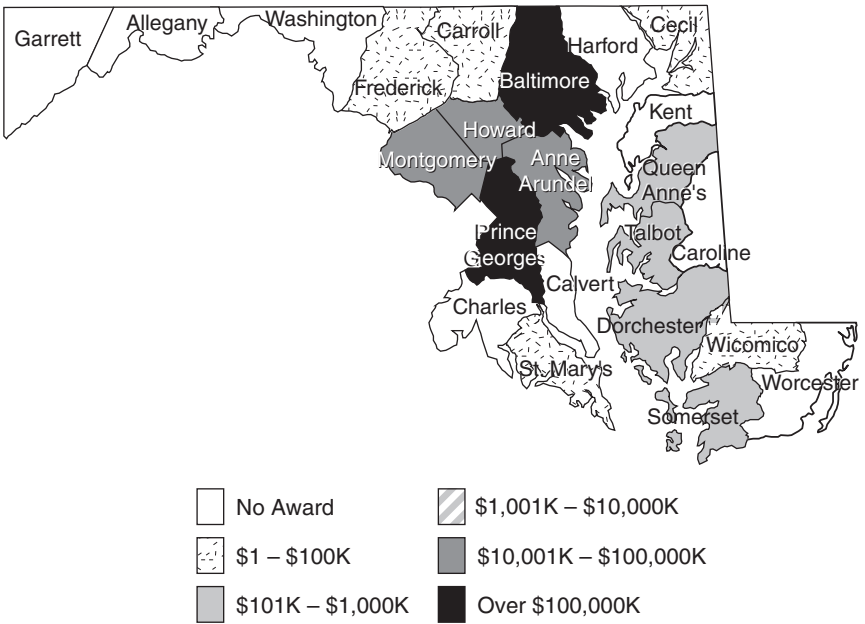 Garrett
Allegany
Washington
Frederick
Carroll
Baltimore
Harford
Cecil
Kent
Howard
Montgomery
Anne
Arundel
Queen
Anne's
Talbot
Caroline
Prince
Georges
Calvert
Charles
St. Mary's
Dorchester
Wicomico
Worcester
Somerset
No Award
$1 – $100K
$101K – $1,000K
$1,001K – $10,000K
$10,001K – $100,000K
Over $100,000K